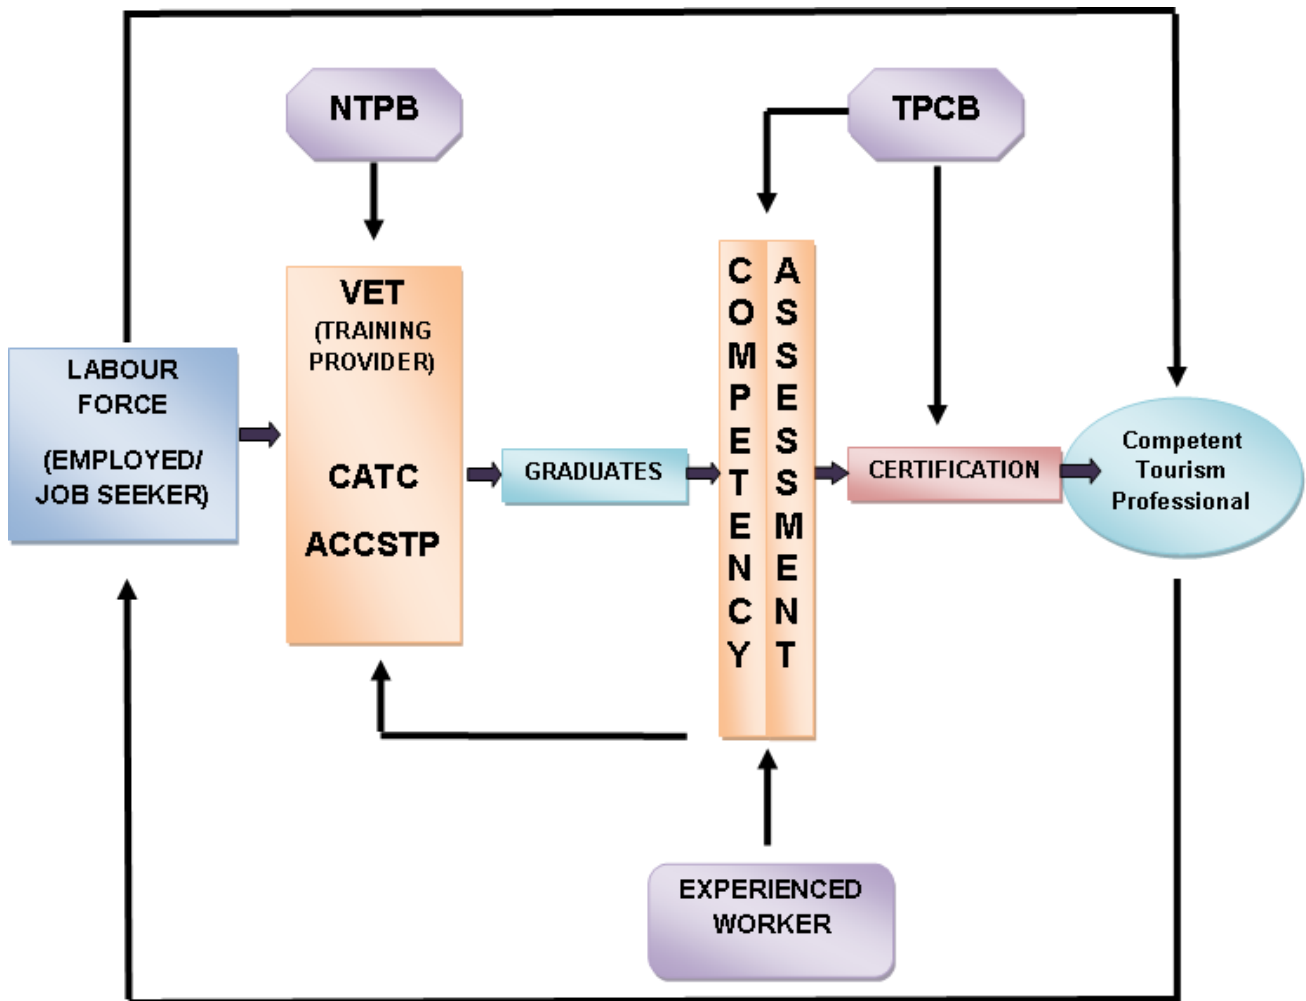 NTPB
TPCB
VET
(TRAINING
PROVIDER)
CATC
ACCSTP
LABOUR
FORCE
(EMPLOYED/
JOB SEEKER)
GRADUATES
COMPETENCY
ASSESSMENT
CERTIFICATION
Competent
Tourism
Professional
EXPERIENCED
WORKER